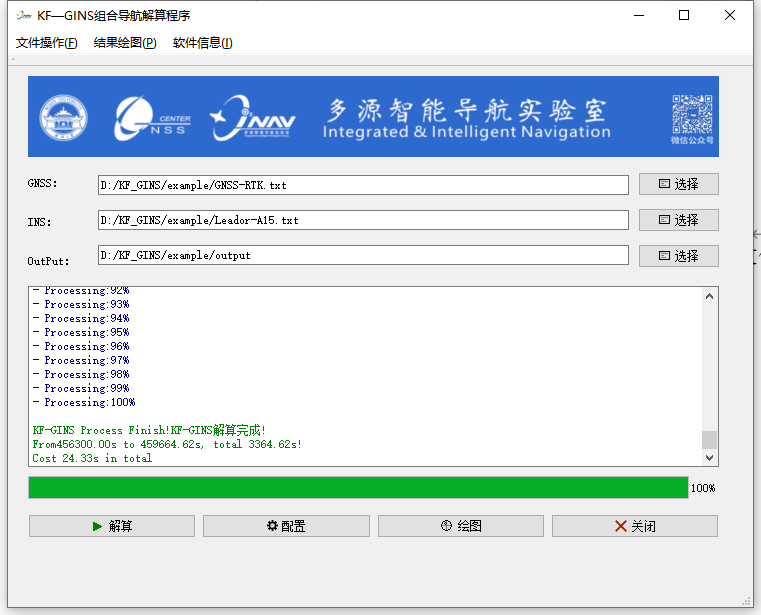 KF—GINS组合导航解算程序
文件操作(F) 结果绘图(P) 软件信息(I)
CENTER
NSS
JNAV
多源智能导航实验室
Integrated & Intelligent Navigation
微信公众号
GNSS: D:/KF_GINS/example/GNSS-RTK.txt 选择
INS: D:/KF_GINS/example/Leador-A15.txt 选择
OutPut: D:/KF_GINS/example/output 选择
- Processing:92%
- Processing:93%
- Processing:94%
- Processing:95%
- Processing:96%
- Processing:97%
- Processing:98%
- Processing:99%
- Processing:100%
KF-GINS Process Finish!KF-GINS解算完成!
From456300.00s to 459664.62s, total 3364.62s!
Cost 24.33s in total
100%
解算 配置 绘图 关闭